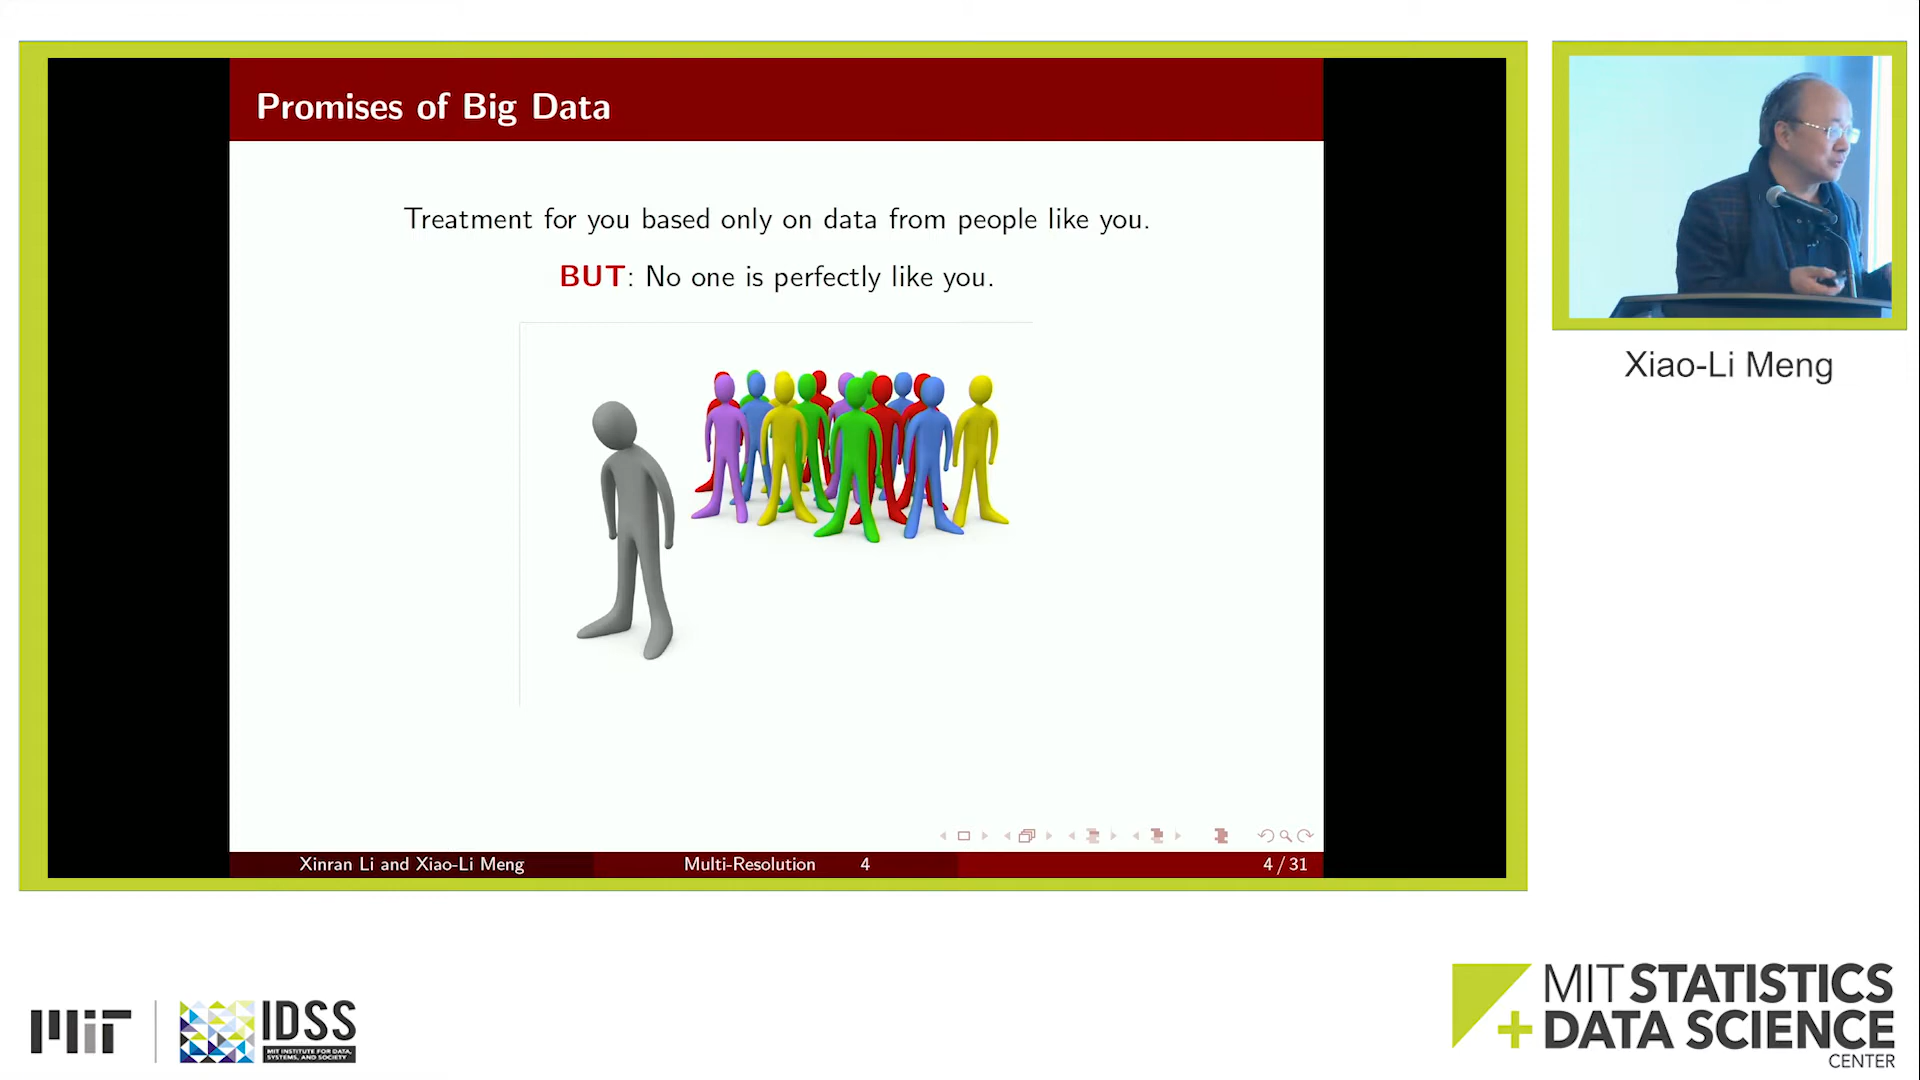 Promises of Big Data
Treatment for you based only on data from people like you.
BUT: No one is perfectly like you.
Xinran Li and Xiao-Li Meng
Multi-Resolution 4
4 / 31
Xiao-Li Meng
MIT
IDSS
MIT INSTITUTE FOR DATA,
SYSTEMS, AND SOCIETY
MIT STATISTICS
+ DATA SCIENCE
CENTER